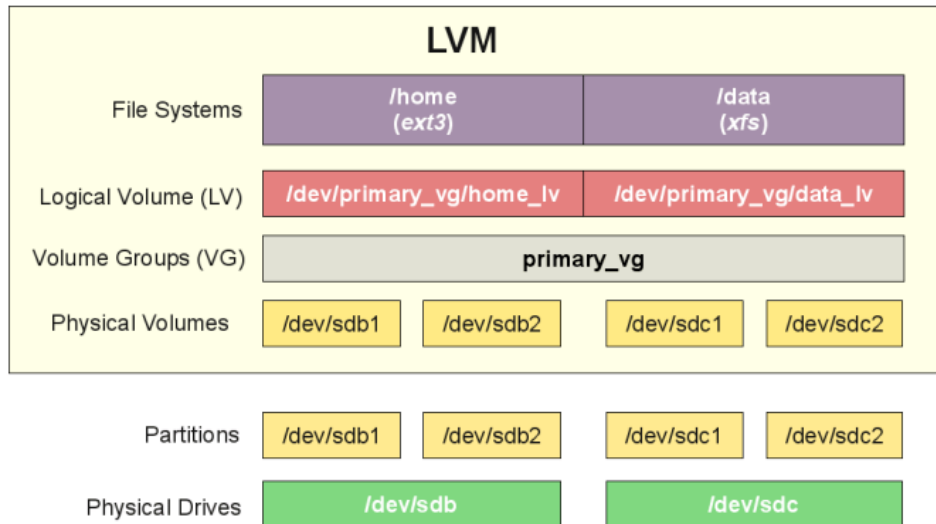 LVM
File Systems
/home
(ext3)
/data
(xfs)
Logical Volume (LV)
/dev/primary_vg/home_lv
/dev/primary_vg/data_lv
Volume Groups (VG)
primary_vg
Physical Volumes
/dev/sdb1
/dev/sdb2
/dev/sdc1
/dev/sdc2
Partitions
/dev/sdb1
/dev/sdb2
/dev/sdc1
/dev/sdc2
Physical Drives
/dev/sdb
/dev/sdc